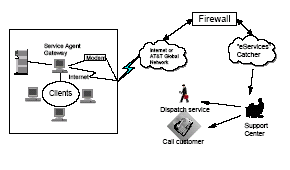 Firewall
Service Agent
Gateway
Modem
Internet
Clients
Internet or
AT&T Global
Network
"eServices"
Catcher
Dispatch service
Call customer
Support
Center